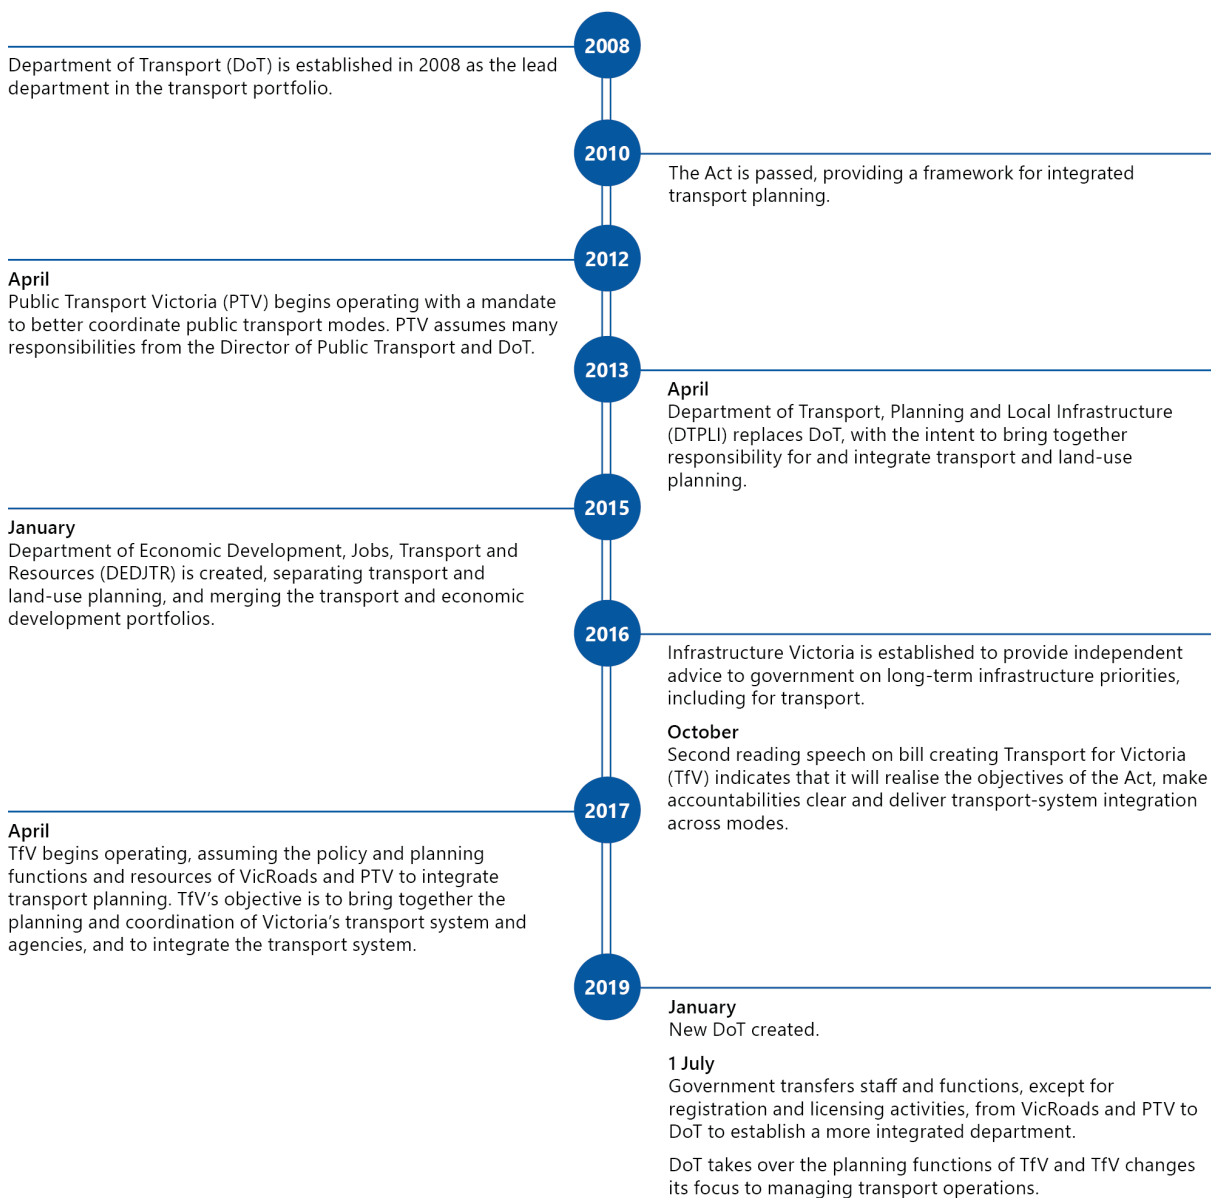 2008
Department of Transport (DoT) is established in 2008 as the lead
department in the transport portfolio.
2010
The Act is passed, providing a framework for integrated
transport planning.
2012
April
Public Transport Victoria (PTV) begins operating with a mandate
to better coordinate public transport modes. PTV assumes many
responsibilities from the Director of Public Transport and DoT.
2013
April
Department of Transport, Planning and Local Infrastructure
(DTPLI) replaces DoT, with the intent to bring together
responsibility for and integrate transport and land-use
planning.
2015
January
Department of Economic Development, Jobs, Transport and
Resources (DEDJTR) is created, separating transport and
land-use planning, and merging the transport and economic
development portfolios.
2016
Infrastructure Victoria is established to provide independent
advice to government on long-term infrastructure priorities,
including for transport.
October
Second reading speech on bill creating Transport for Victoria
(TfV) indicates that it will realise the objectives of the Act, make
accountabilities clear and deliver transport-system integration
across modes.
2017
April
TfV begins operating, assuming the policy and planning
functions and resources of VicRoads and PTV to integrate
transport planning. TfV’s objective is to bring together the
planning and coordination of Victoria’s transport system and
agencies, and to integrate the transport system.
2019
January
New DoT created.
1 July
Government transfers staff and functions, except for
registration and licensing activities, from VicRoads and PTV to
DoT to establish a more integrated department.
DoT takes over the planning functions of TfV and TfV changes
its focus to managing transport operations.